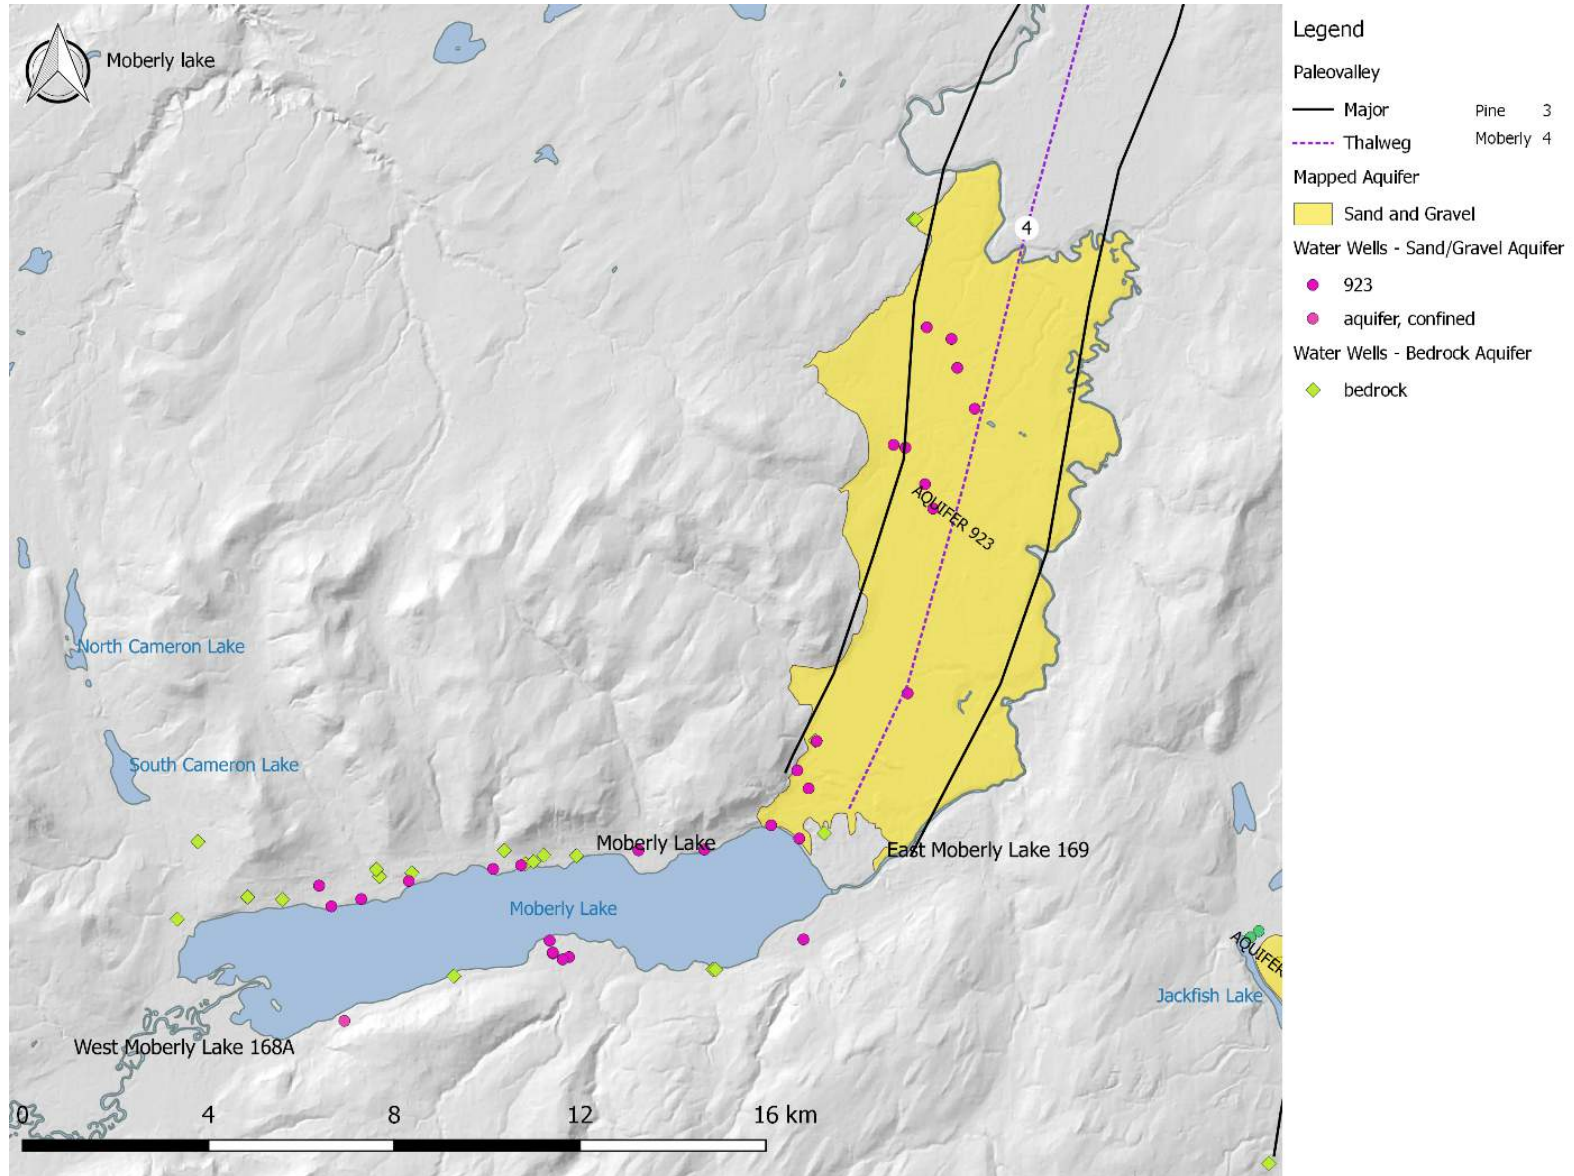 Moberly lake
4
AQUIFER 923
North Cameron Lake
South Cameron Lake
Moberly Lake
East Moberly Lake 169
Moberly Lake
AQUIFER
Jackfish Lake
West Moberly Lake 168A
0 4 8 12 16 km
Legend
Paleovalley
Major Pine 3
Thalweg Moberly 4
Mapped Aquifer
Sand and Gravel
Water Wells - Sand/Gravel Aquifer
923
aquifer, confined
Water Wells - Bedrock Aquifer
bedrock